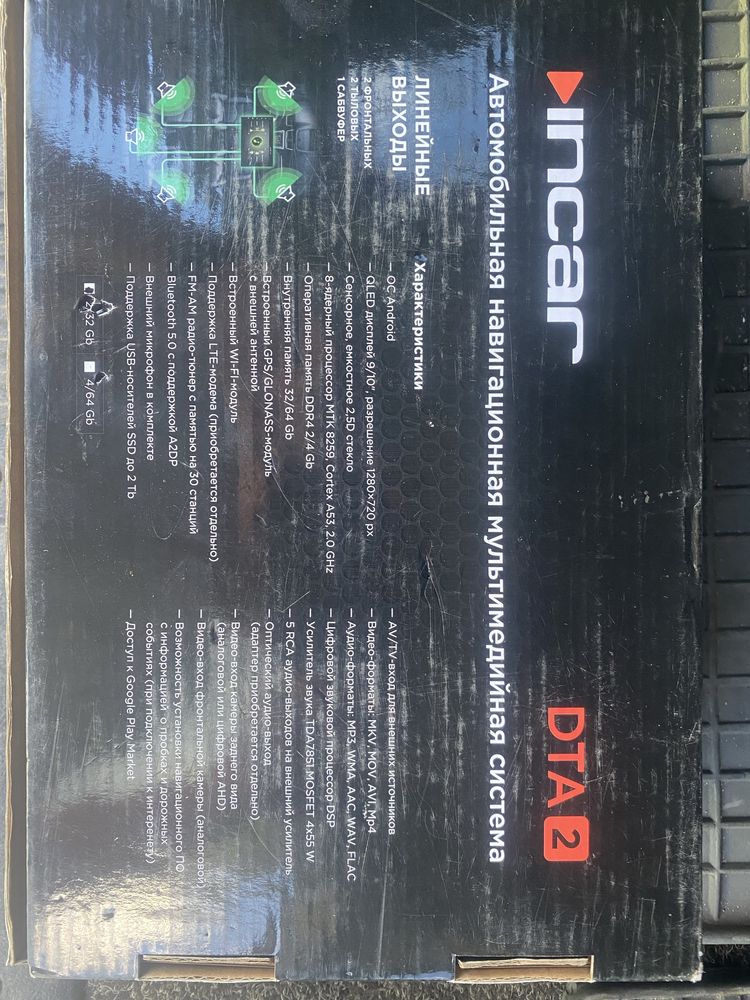 incar
DTA 2
Автомобильная навигационная мультимедийная система
ЛИНЕЙНЫЕ
ВЫХОДЫ
2 ФРОНТАЛЬНЫХ
2 ТЫЛОВЫХ
1 САБВУФЕР
Характеристики
— ОС Android
— QLED дисплей 9/10", разрешение 1280x720 px
Сенсорное, емкостное 2,5D стекло
— 8-ядерный процессор MTK 8259, Cortex A53, 2.0 GHz
— Оперативная память DDR4 2/4 Gb
— Внутренняя память 32/64 Gb
— Встроенный GPS/GLONASS-модуль
с внешней антенной
— Встроенный Wi-Fi-модуль
— Поддержка LTE-модема (приобретается отдельно)
— FM-AM радио-тюнер с памятью на 30 станций
— Bluetooth 5.0 с поддержкой A2DP
— Внешний микрофон в комплекте
— Поддержка USB-носителей SSD до 2 Tb
2/32 Gb
4/64 Gb
— AV/TV-вход для внешних источников
— Видео-форматы: MKV, MOV, AVI, Mp4
— Аудио-форматы: MP3, WMA, AAC, WAV, FLAC
— Цифровой звуковой процессор DSP
— Усилитель звука TDA7851 MOSFET 4x55 W
— 5 RCA аудио-выходов на внешний усилитель
— Оптический аудио-выход
(адаптер приобретается отдельно)
— Видео-вход камеры заднего вида
(аналоговой или цифровой AHD)
— Видео-вход фронтальной камеры (аналоговой)
— Возможность установки навигационного ПО
с информацией о пробках и дорожных
событиях (при подключении к интеренету)
— Доступ к Google Play Market